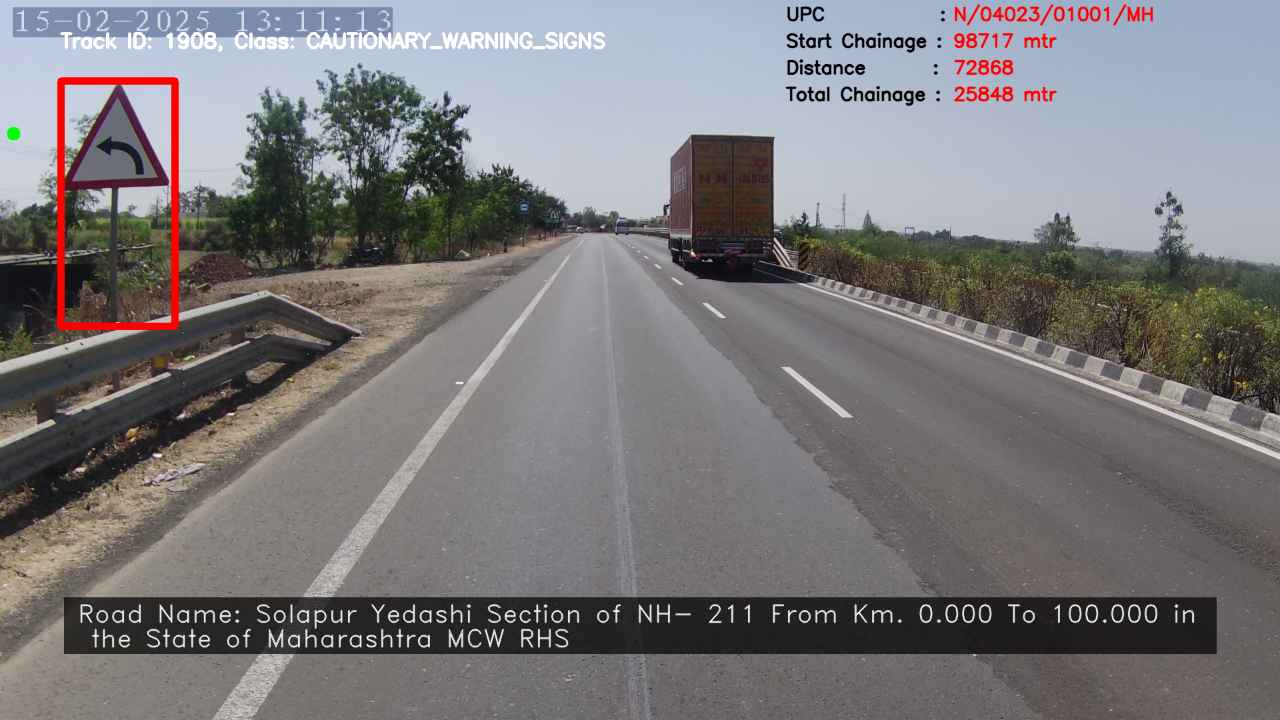 15-02-2025 13:11:13
Track ID: 1908, Class: CAUTIONARY_WARNING_SIGNS
UPC : N/04023/01001/MH
Start Chainage : 98717 mtr
Distance : 72868
Total Chainage : 25848 mtr
Road Name: Solapur Yedashi Section of NH- 211 From Km. 0.000 To 100.000 in
the State of Maharashtra MCW RHS